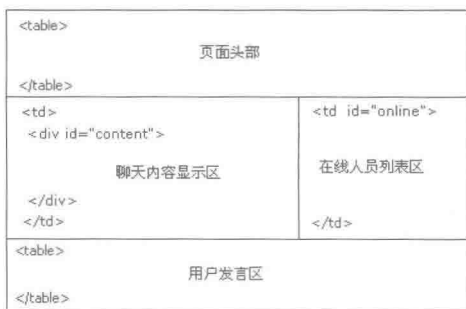 <table>
页面头部
</table>
<td>
<div id="content">
聊天内容显示区
</div>
</td>
<td id="online">
在线人员列表区
</td>
<table>
用户发言区
</table>